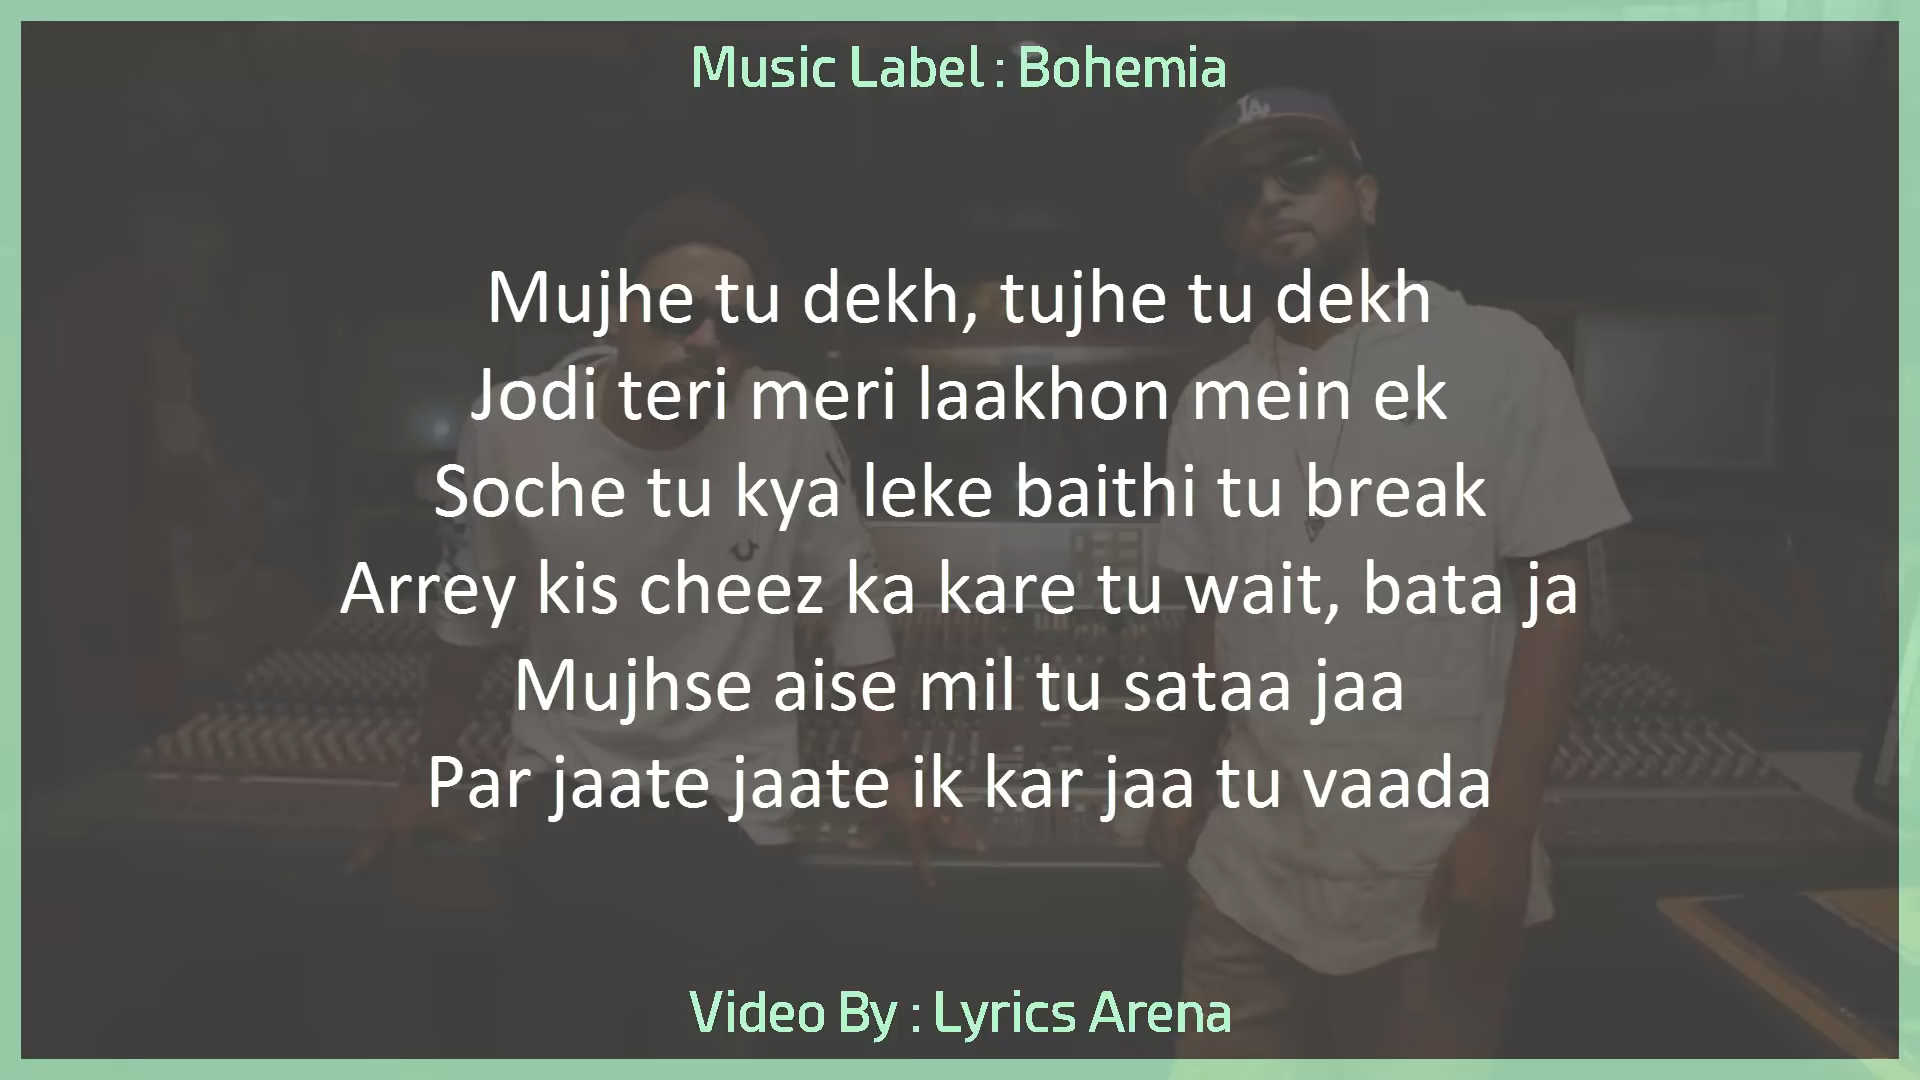 Music Label : Bohemia
LA
Mujhe tu dekh, tujhe tu dekh
Jodi teri meri laakhon mein ek
Soche tu kya leke baithi tu break
Arrey kis cheez ka kare tu wait, bata ja
Mujhse aise mil tu sataa jaa
Par jaate jaate ik kar jaa tu vaada
Video By : Lyrics Arena